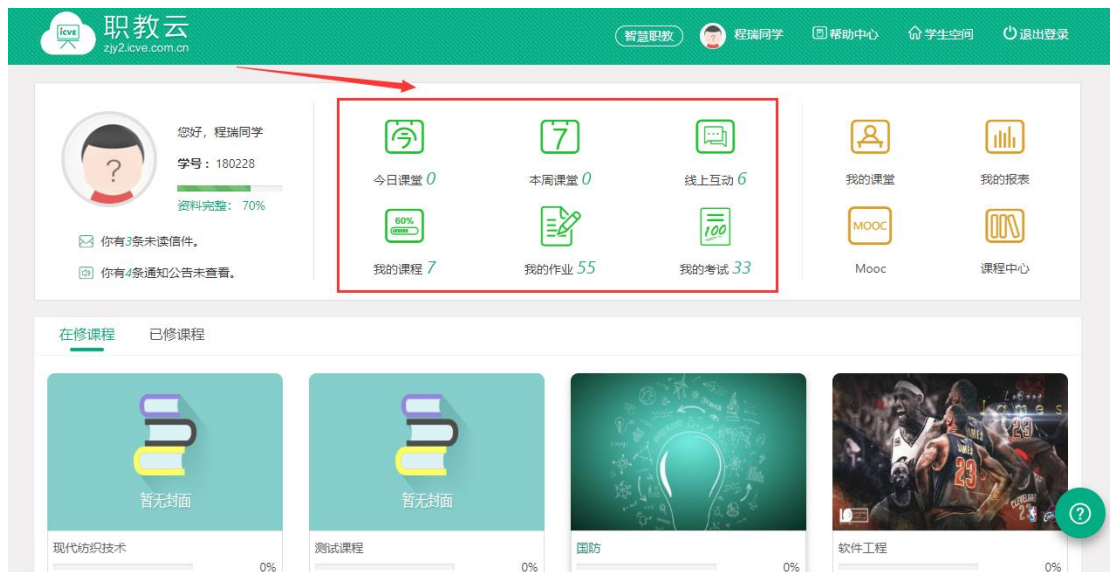 icve 职教云
zjy2.icve.com.cn
智慧职教 程瑞同学 帮助中心 学生空间 退出登录
您好，程瑞同学
学号：180228
资料完整： 70%
你有3条未读信件。
你有4条通知公告未查看。
今
今日课堂 0
7
本周课堂 0
线上互动 6
60%
我的课程 7
我的作业 55
100
我的考试 33
我的课堂
我的报表
MOOC
Mooc
课程中心
在修课程 已修课程
暂无封面
现代纺织技术
0%
暂无封面
测试课程
0%
国防
0%
LeBron
James
23
23
CLEVELAND
23
软件工程
0%
?